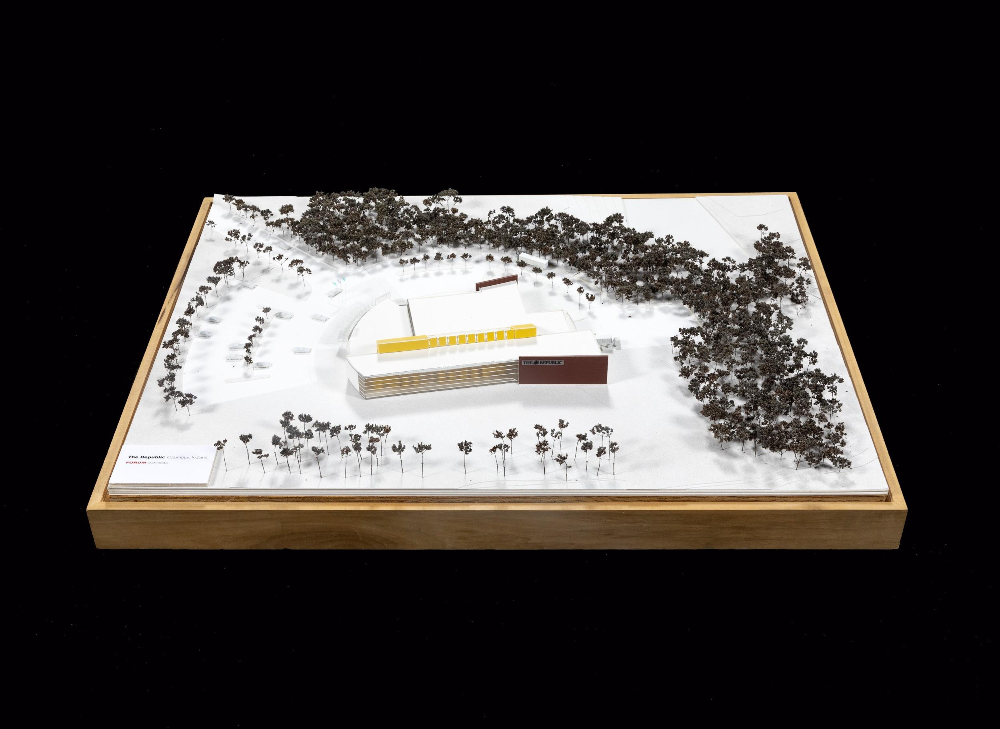 THE REPUBLIC
The Republic Columbus, Indiana
FORUM Architects